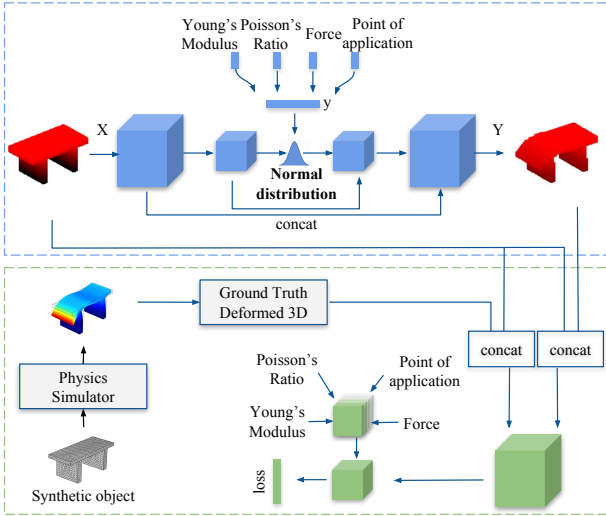 Young's Modulus
Poisson's Ratio
Force
Point of application
y
X
Y
Normal distribution
concat
Ground Truth Deformed 3D
concat
concat
Physics Simulator
Poisson's Ratio
Point of application
Young's Modulus
Force
loss
Synthetic object